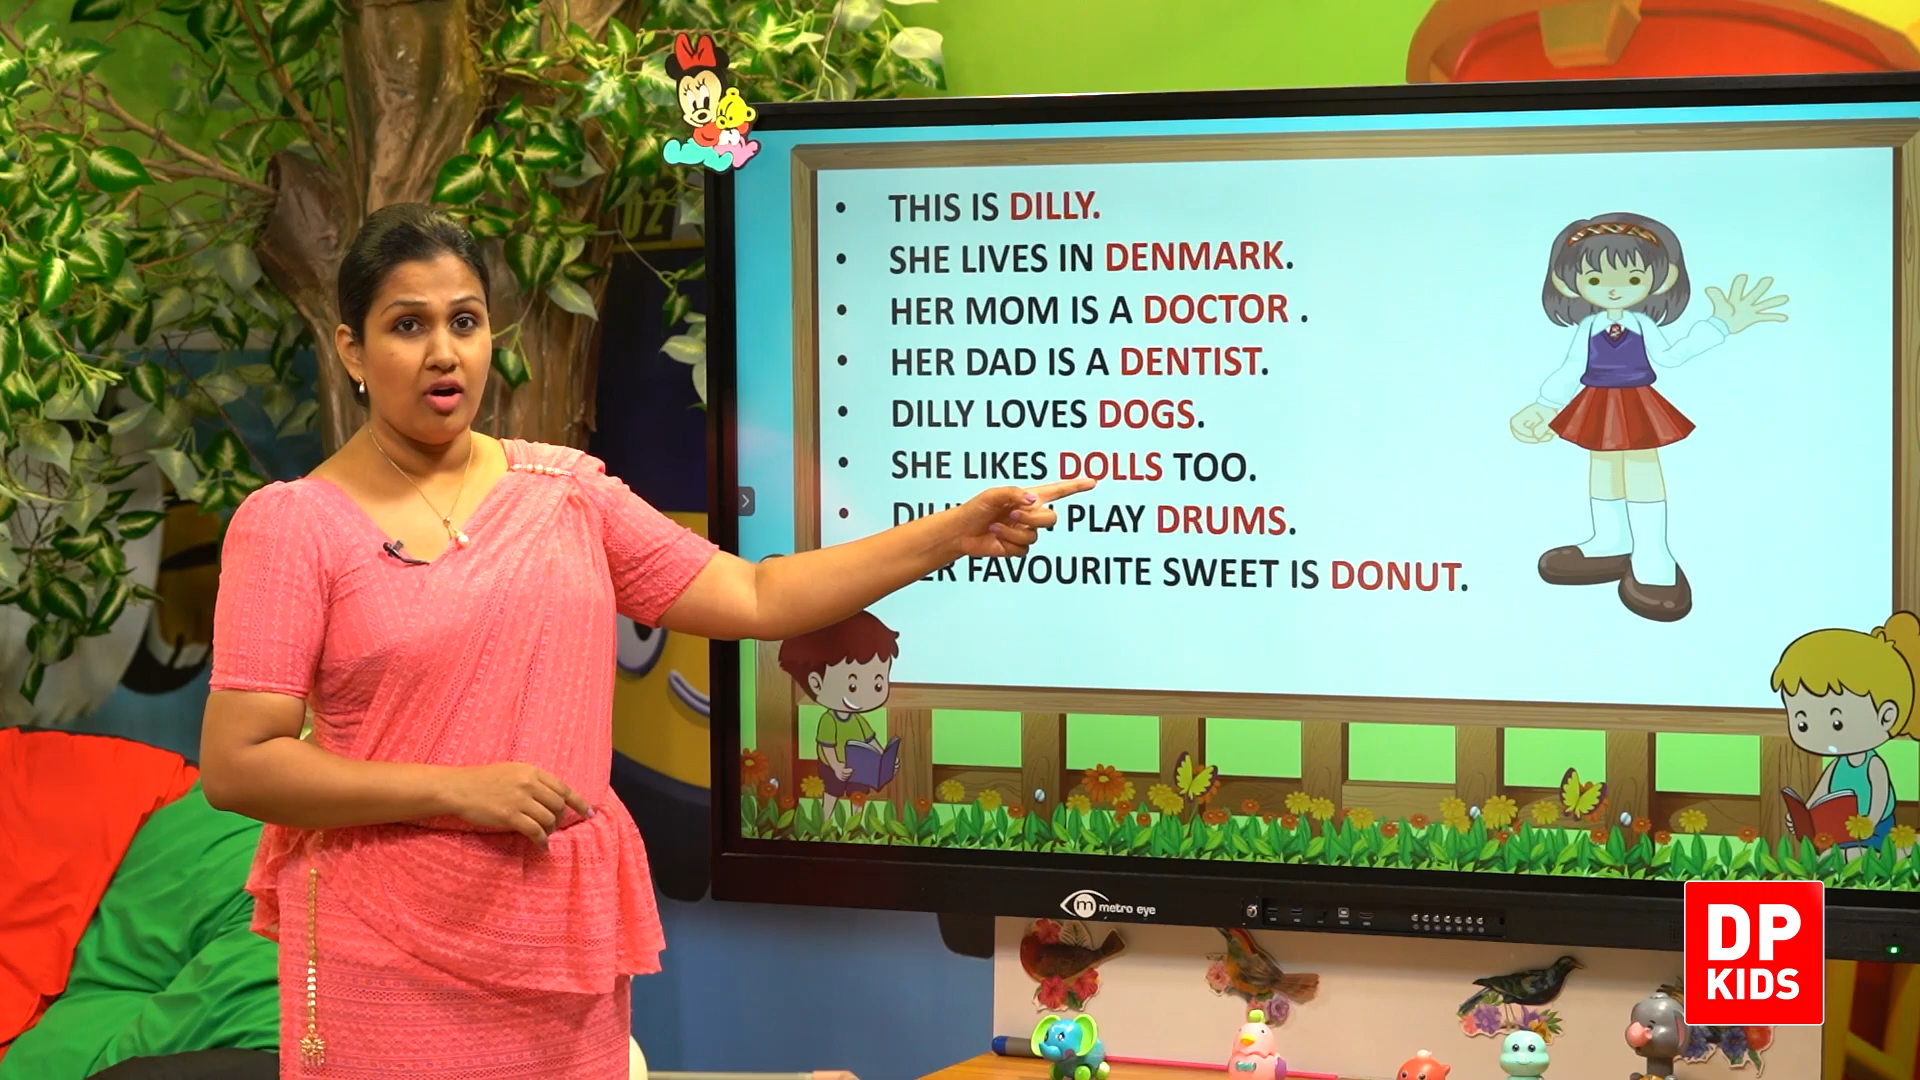 02
• THIS IS DILLY.
• SHE LIVES IN DENMARK.
• HER MOM IS A DOCTOR .
• HER DAD IS A DENTIST.
• DILLY LOVES DOGS.
• SHE LIKES DOLLS TOO.
• PLAY DRUMS.
FAVOURITE SWEET IS DONUT.
m metro eye
DP
KIDS